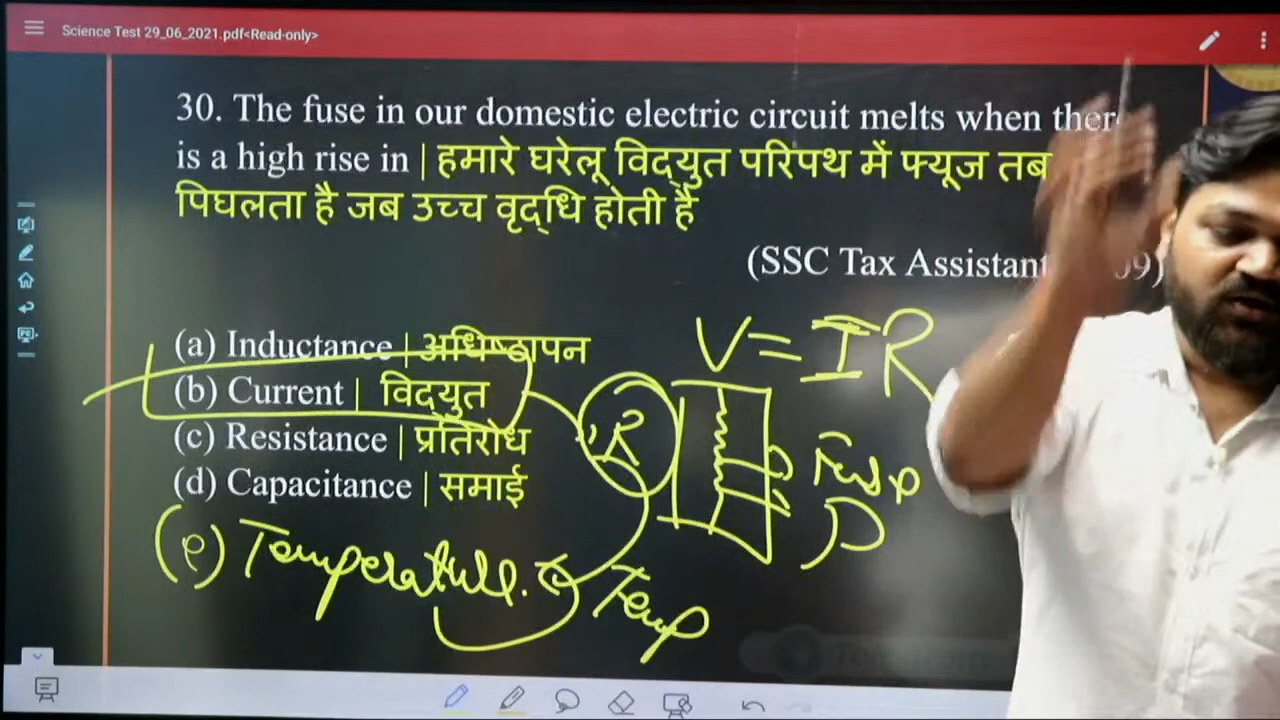 Science Test 29_06_2021.pdf<Read-only>
30. The fuse in our domestic electric circuit melts when
is a high rise in | हमारे घरेलू विद्युत परिपथ में फ्यूज तब
पिघलता है जब उच्च वृद्धि होती है
(SSC Tax Assistant
(a) Inductance | अधिष्ठापन
(b) Current | विद्युत
(c) Resistance | प्रतिरोध
(d) Capacitance | समाई
(e) Temperature.
V = IR
R
Temp